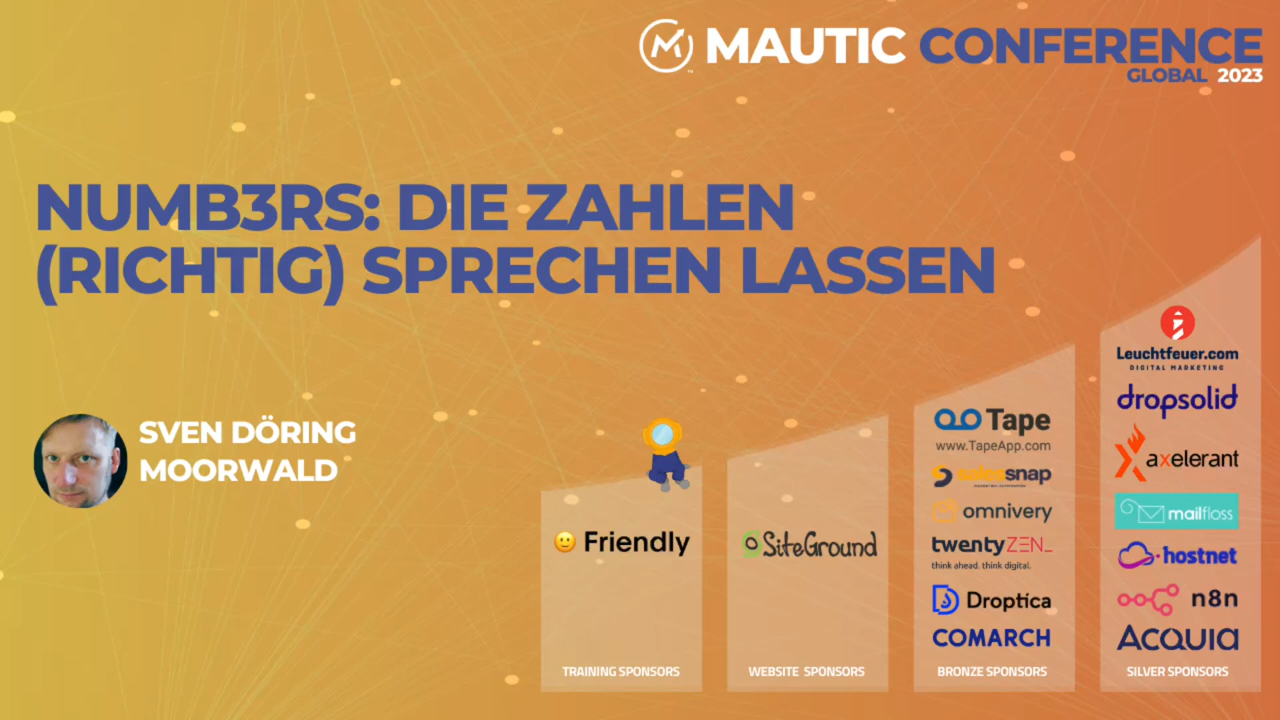 MAUTIC CONFERENCE
GLOBAL 2023
NUMB3RS: DIE ZAHLEN
(RICHTIG) SPRECHEN LASSEN
SVEN DÖRING
MOORWALD
Friendly
TRAINING SPONSORS
SiteGround
WEBSITE SPONSORS
Tape
www.TapeApp.com
salessnap
omnivery
twentyZEN_
think ahead. think digital.
Droptica
COMARCH
BRONZE SPONSORS
Leuchtfeuer.com
DIGITAL MARKETING
dropsolid
axelerant
mailfloss
hostnet
n8n
ACQUIA
SILVER SPONSORS